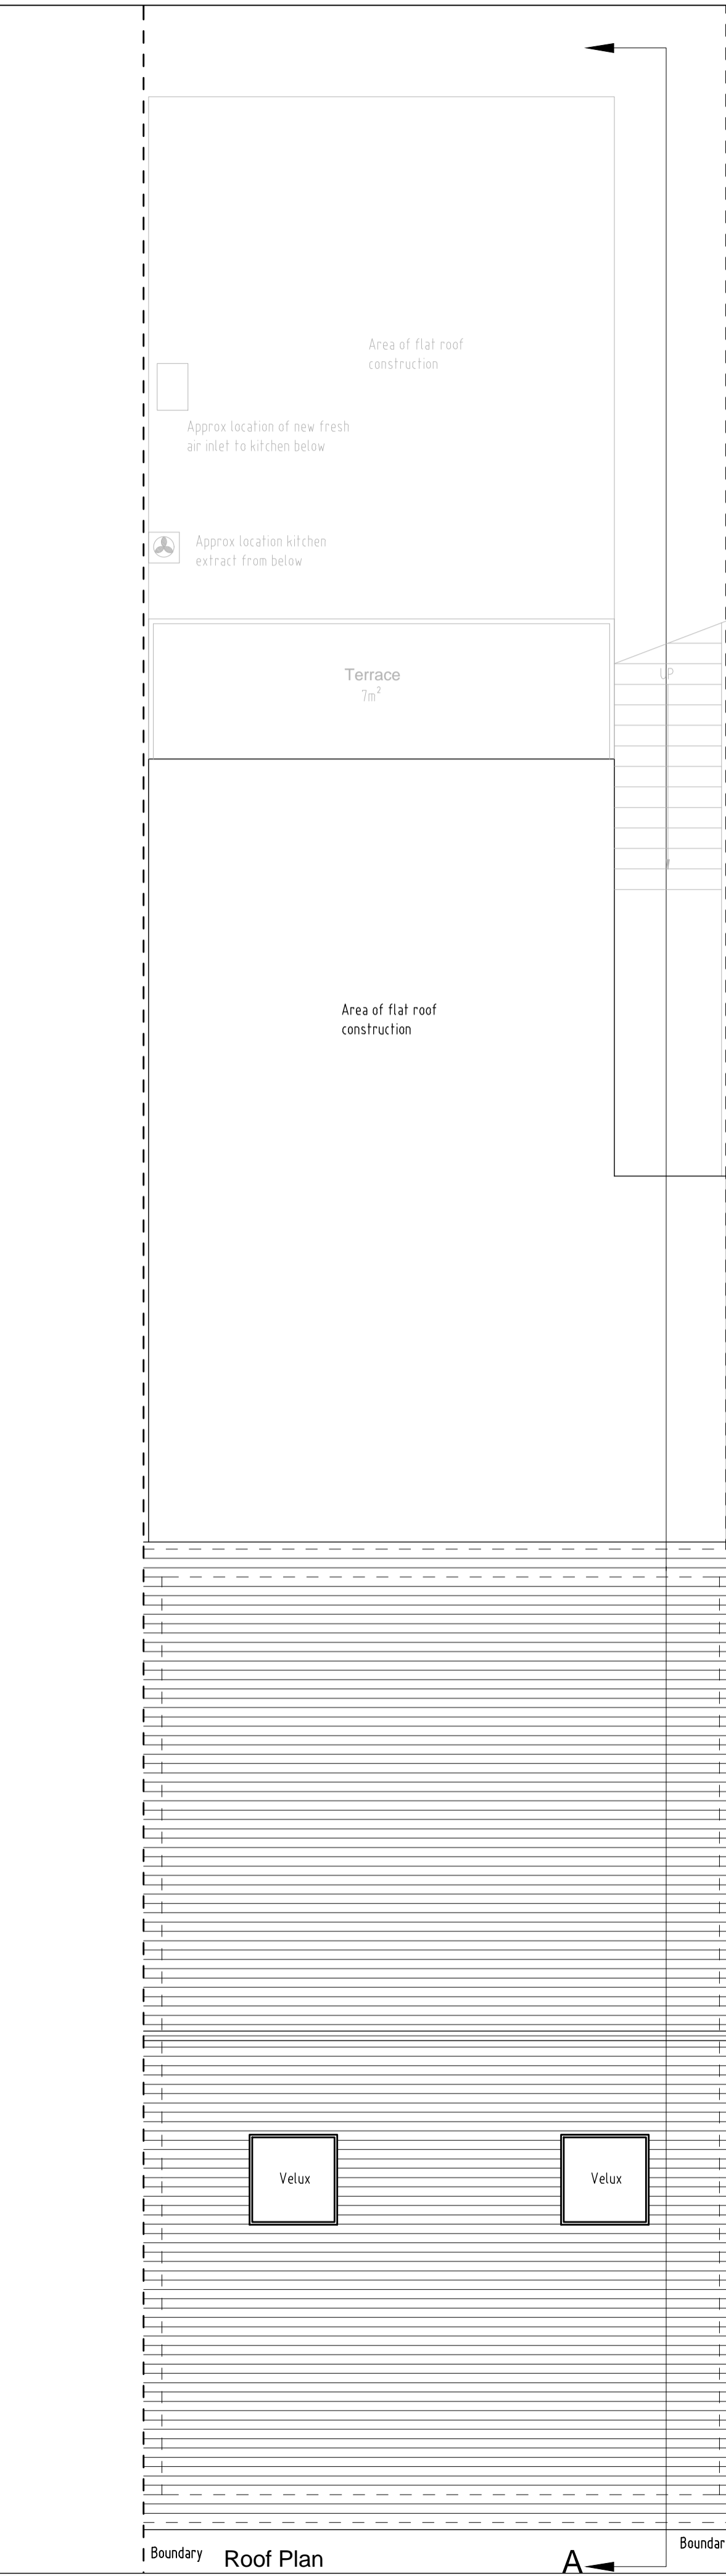 Area of flat roof
construction
Approx location of new fresh
air inlet to kitchen below
Approx location kitchen
extract from below
Terrace
7m²
UP
Area of flat roof
construction
Velux
Velux
Boundary
Roof Plan
A
Boundar